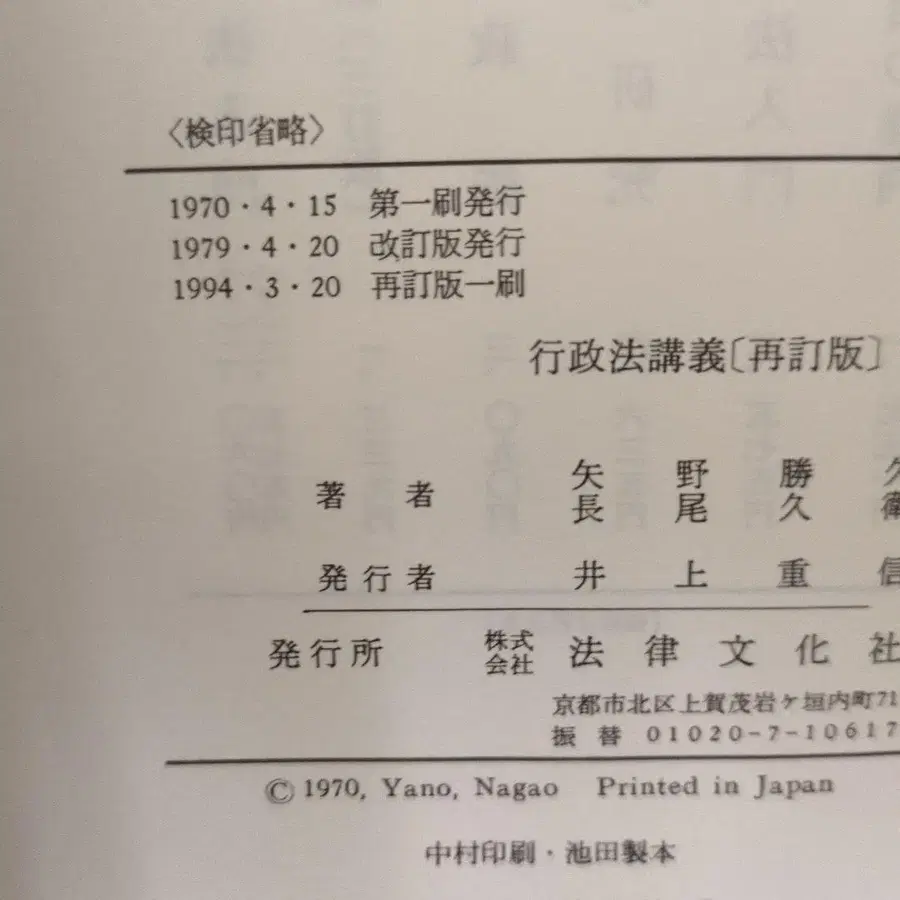 〈検印省略〉
1970・4・15 第一刷発行
1979・4・20 改訂版発行
1994・3・20 再訂版一刷
行政法講義〔再訂版〕
著者 矢野勝久
長尾久衛
発行者 井上重信
発行所 株式会社 法律文化社
京都市北区上賀茂岩ケ垣内町71
振替 01020-7-10617
© 1970, Yano, Nagao Printed in Japan
中村印刷・池田製本